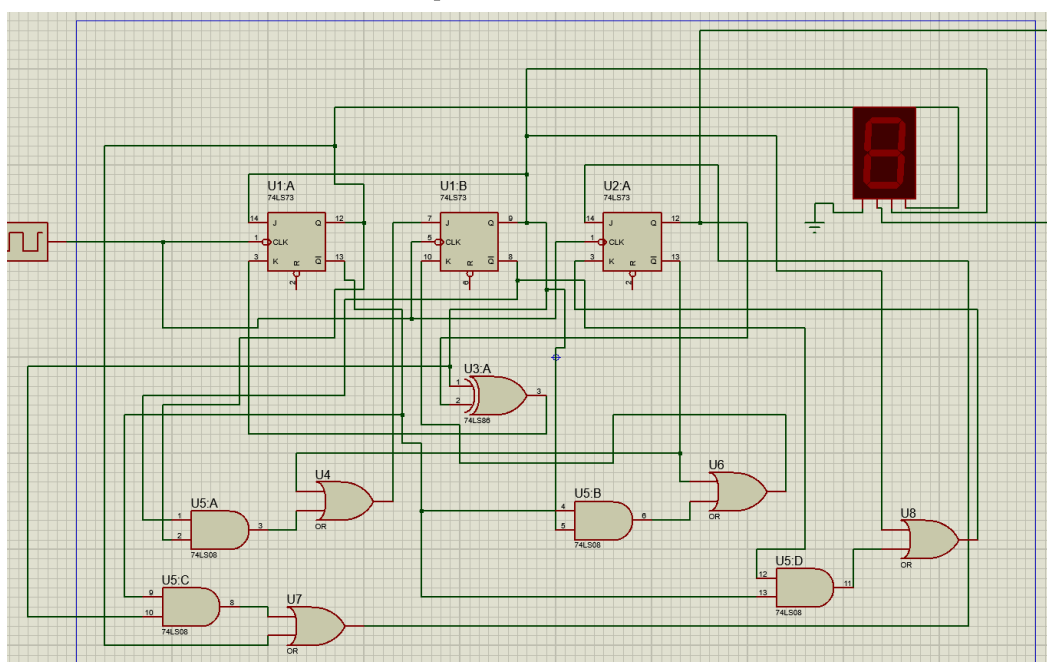 U1:A
74LS73
14
J
Q
12
1
CLK
3
K
Q
13
R
2
U1:B
74LS73
7
J
Q
9
5
CLK
10
K
Q
8
R
6
U2:A
74LS73
14
J
Q
12
1
CLK
3
K
Q
13
R
2
U3:A
1
2
3
74LS86
U4
OR
U5:A
1
2
3
74LS08
U5:B
4
5
6
74LS08
U6
OR
U8
OR
U5:D
12
13
11
74LS08
U5:C
9
10
8
74LS08
U7
OR